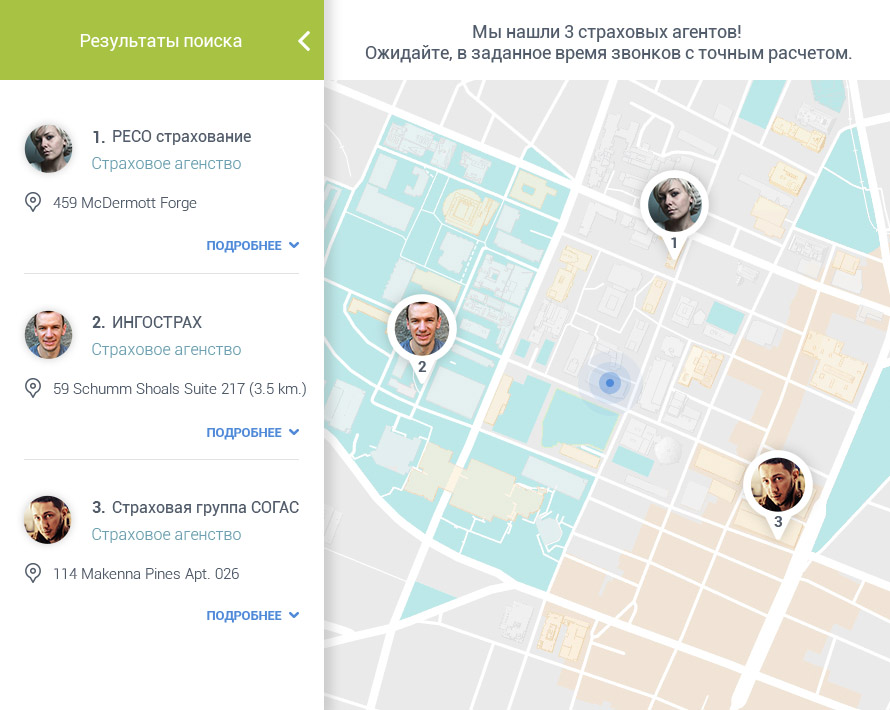 Результаты поиска
Мы нашли 3 страховых агентов!
Ожидайте, в заданное время звонков с точным расчетом.
1. РЕСО страхование
Страховое агенство
459 McDermott Forge
ПОДРОБНЕЕ
2. ИНГОСТРАХ
Страховое агенство
59 Schumm Shoals Suite 217 (3.5 km.)
ПОДРОБНЕЕ
3. Страховая группа СОГАС
Страховое агенство
114 Makenna Pines Apt. 026
ПОДРОБНЕЕ
1
2
3